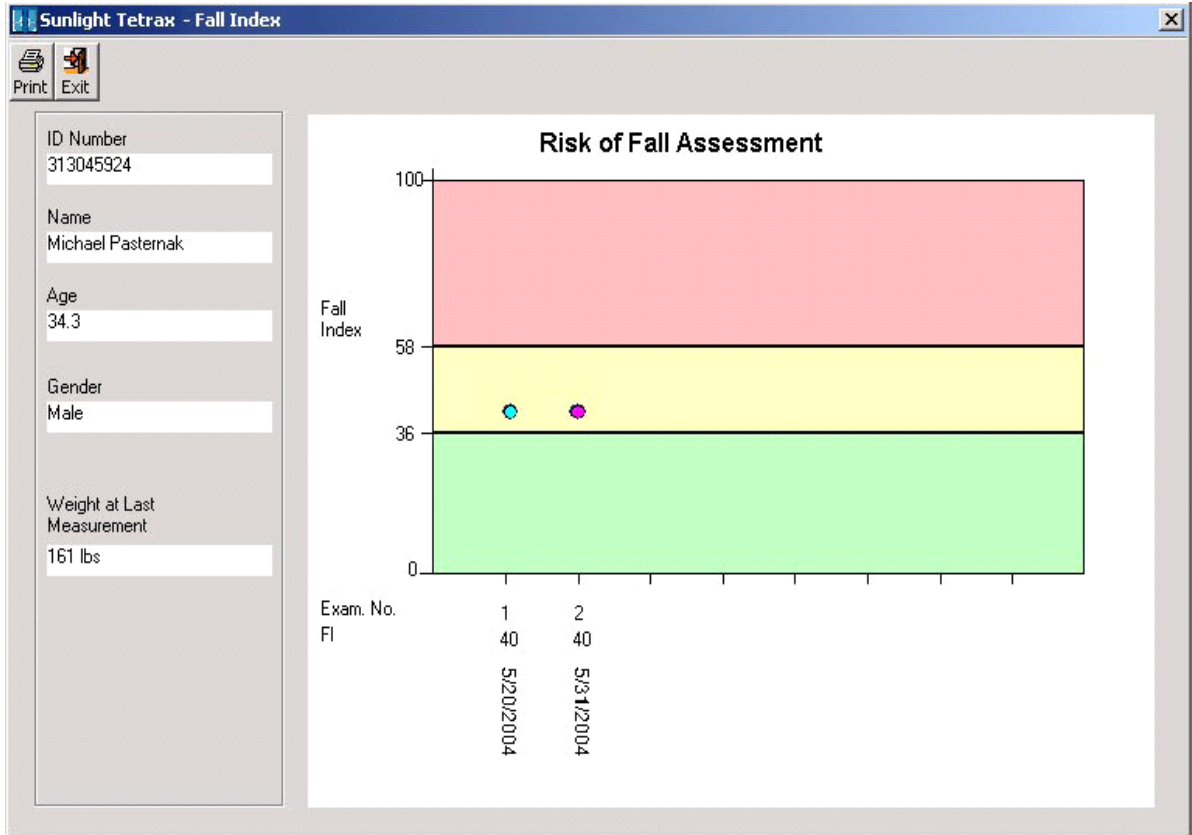 Sunlight Tetrax - Fall Index
Print Exit
ID Number
313045924
Name
Michael Pasternak
Age
34.3
Gender
Male
Weight at Last
Measurement
161 lbs
Risk of Fall Assessment
100
Fall
Index
58
36
0
Exam. No. 1 2
FI 40 40
5/20/2004 5/31/2004